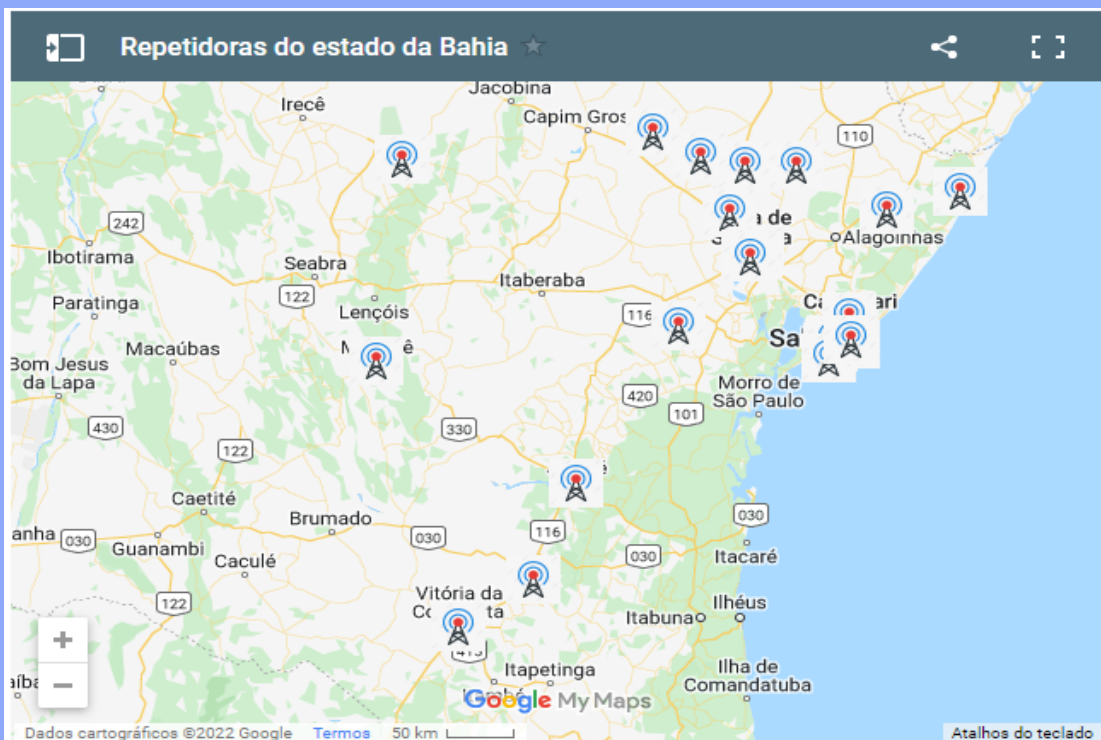 Repetidoras do estado da Bahia
Jacobina
Irecê
Capim Gros
110
242
Ibotirama
Alagoinhas
Seabra
Itaberaba
122
Paratinga
Lençóis
116
Macaúbas
Bom Jesus
da Lapa
Morro de
São Paulo
420
101
430
330
122
Caetité
Brumado
030
030
116
030
030
Guanambi
Caculé
Itacaré
122
Vitória da
Ilhéus
Itabuna
Itapetinga
Ilha de
Comandatuba
Google My Maps
Dados cartográficos ©2022 Google Termos 50 km Atalhos do teclado